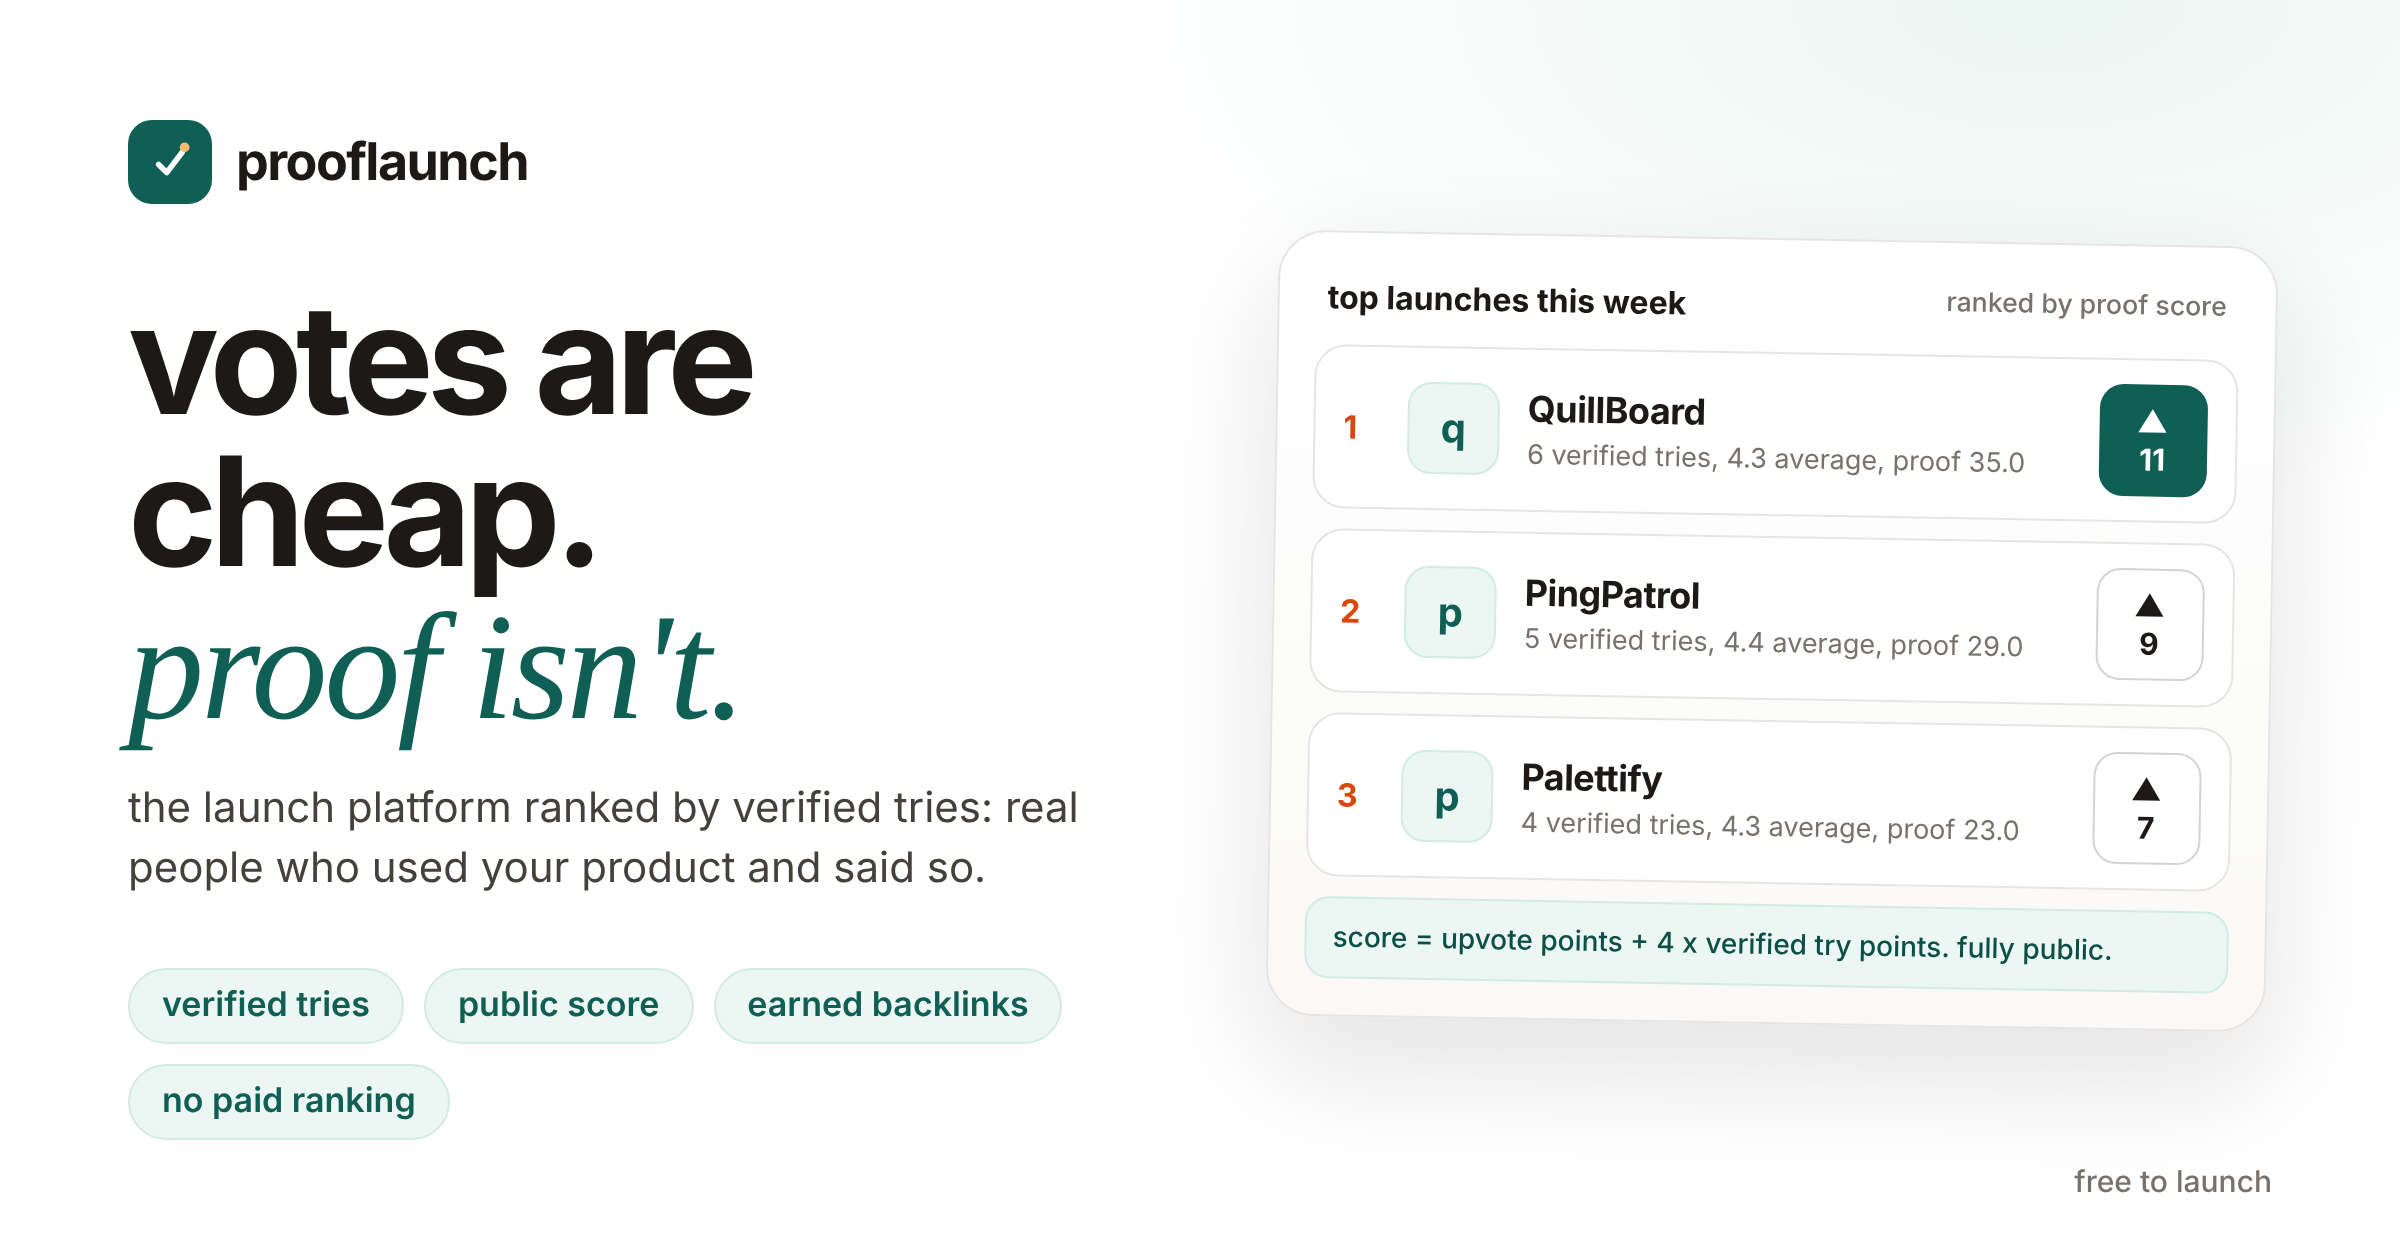 prooflaunch
votes are
cheap.
proof isn't.
the launch platform ranked by verified tries: real
people who used your product and said so.
verified tries
public score
earned backlinks
no paid ranking
top launches this week
ranked by proof score
1
q
QuillBoard
6 verified tries, 4.3 average, proof 35.0
▲
11
2
p
PingPatrol
5 verified tries, 4.4 average, proof 29.0
▲
9
3
p
Palettify
4 verified tries, 4.3 average, proof 23.0
▲
7
score = upvote points + 4 x verified try points. fully public.
free to launch